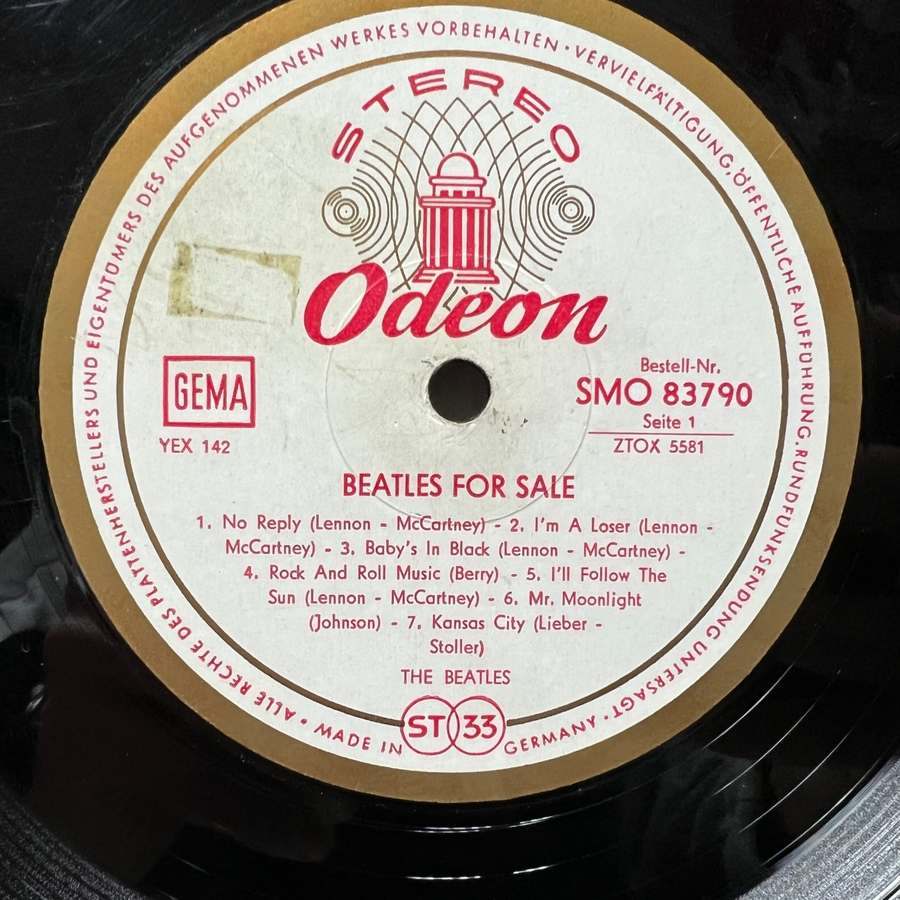 ALLE RECHTE DES PLATTENHERSTELLERS UND EIGENTÜMERS DES AUFGENOMMENEN WERKES VORBEHALTEN · VERVIELFÄLTIGUNG, ÖFFENTLICHE AUFFÜHRUNG, RUNDFUNKSENDUNG UNTERSAGT ·
STEREO
Odeon
GEMA
YEX 142
Bestell-Nr.
SMO 83790
Seite 1
ZTOX 5581
BEATLES FOR SALE
1. No Reply (Lennon - McCartney) - 2. I'm A Loser (Lennon -
McCartney) - 3. Baby's In Black (Lennon - McCartney) -
4. Rock And Roll Music (Berry) - 5. I'll Follow The
Sun (Lennon - McCartney) - 6. Mr. Moonlight
(Johnson) - 7. Kansas City (Lieber -
Stoller)
THE BEATLES
ST 33
MADE IN GERMANY